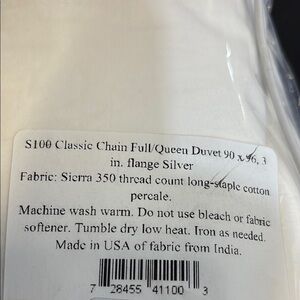 S100 Classic Chain Full/Queen Duvet 90 x 96, 3
in. flange Silver
Fabric: Sierra 350 thread count long-staple cotton
percale.
Machine wash warm. Do not use bleach or fabric
softener. Tumble dry low heat. Iron as needed.
Made in USA of fabric from India.
7 28455 41100 3